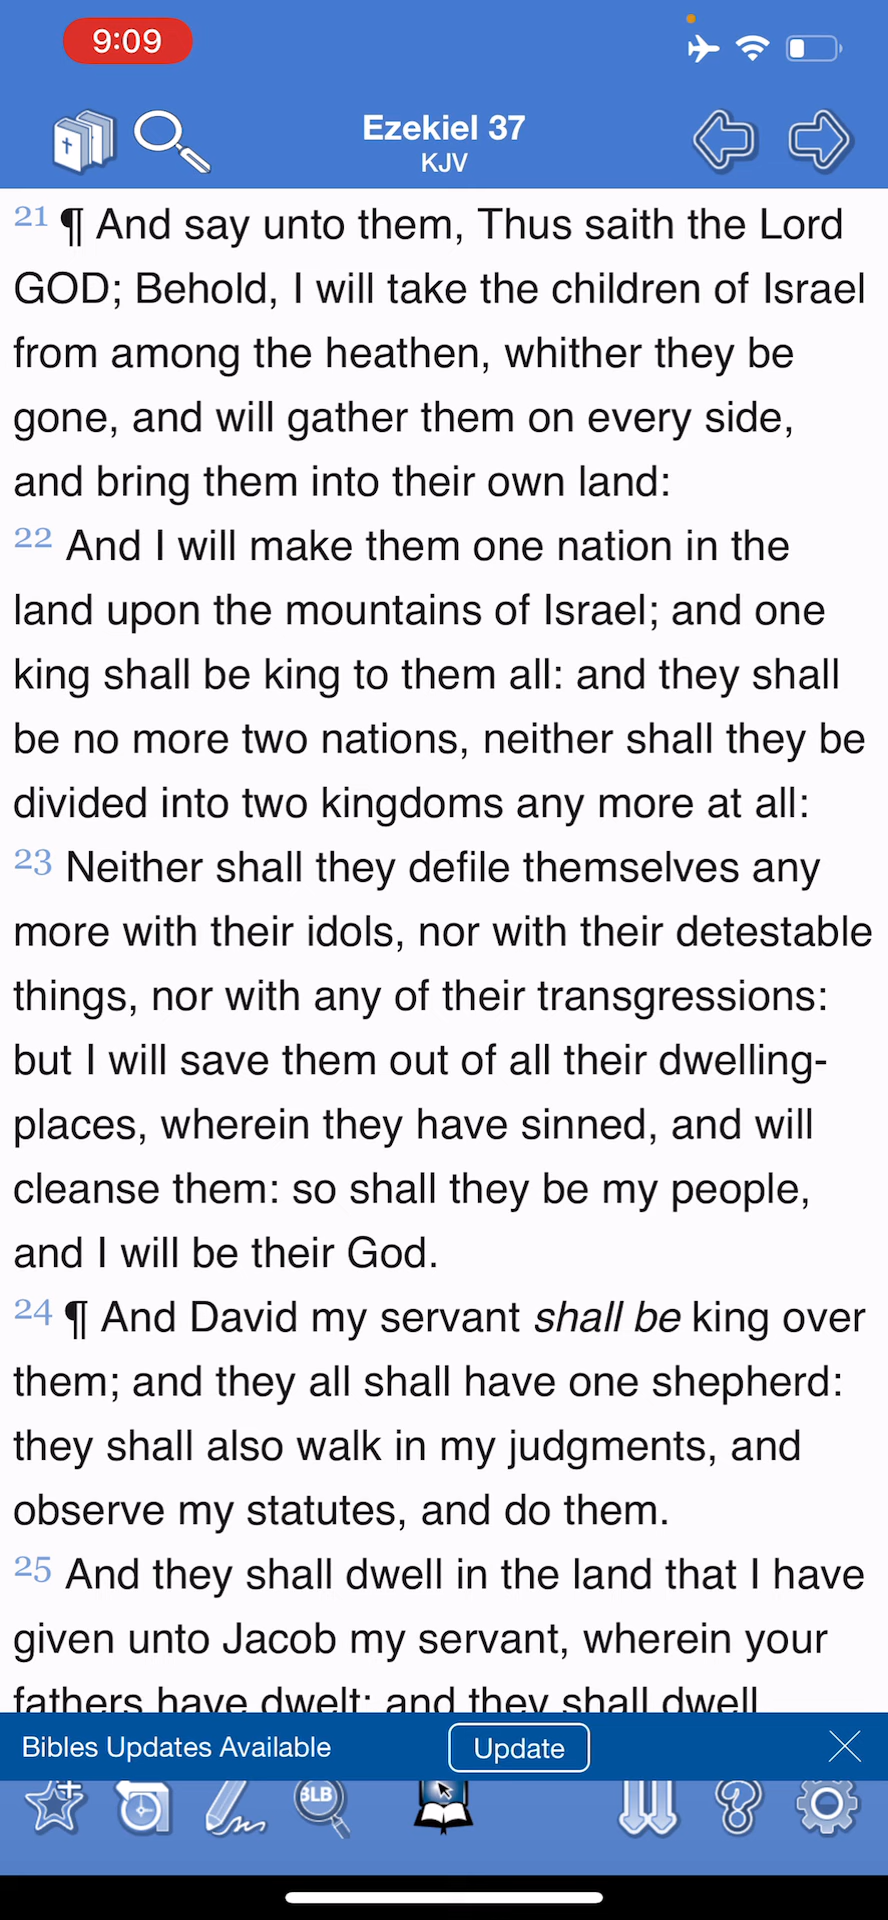 9:09
Ezekiel 37
KJV
21 ¶ And say unto them, Thus saith the Lord
GOD; Behold, I will take the children of Israel
from among the heathen, whither they be
gone, and will gather them on every side,
and bring them into their own land:
22 And I will make them one nation in the
land upon the mountains of Israel; and one
king shall be king to them all: and they shall
be no more two nations, neither shall they be
divided into two kingdoms any more at all:
23 Neither shall they defile themselves any
more with their idols, nor with their detestable
things, nor with any of their transgressions:
but I will save them out of all their dwelling-
places, wherein they have sinned, and will
cleanse them: so shall they be my people,
and I will be their God.
24 ¶ And David my servant shall be king over
them; and they all shall have one shepherd:
they shall also walk in my judgments, and
observe my statutes, and do them.
25 And they shall dwell in the land that I have
given unto Jacob my servant, wherein your
fathers have dwelt; and they shall dwell
Bibles Updates Available
Update
BLB